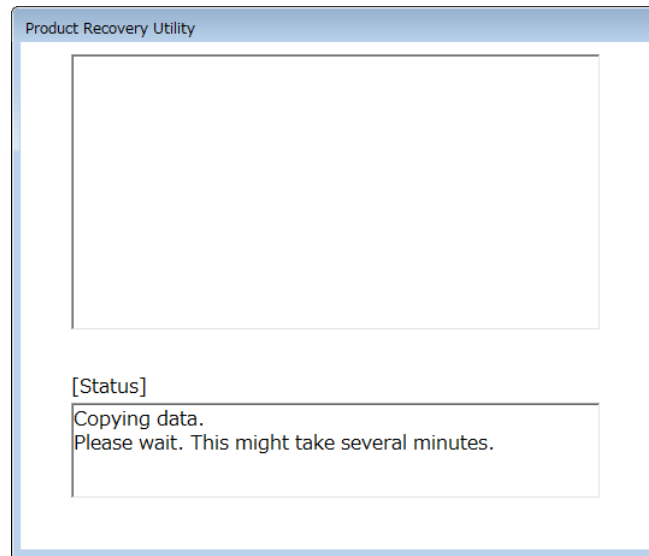 Product Recovery Utility
[Status]
Copying data.
Please wait. This might take several minutes.